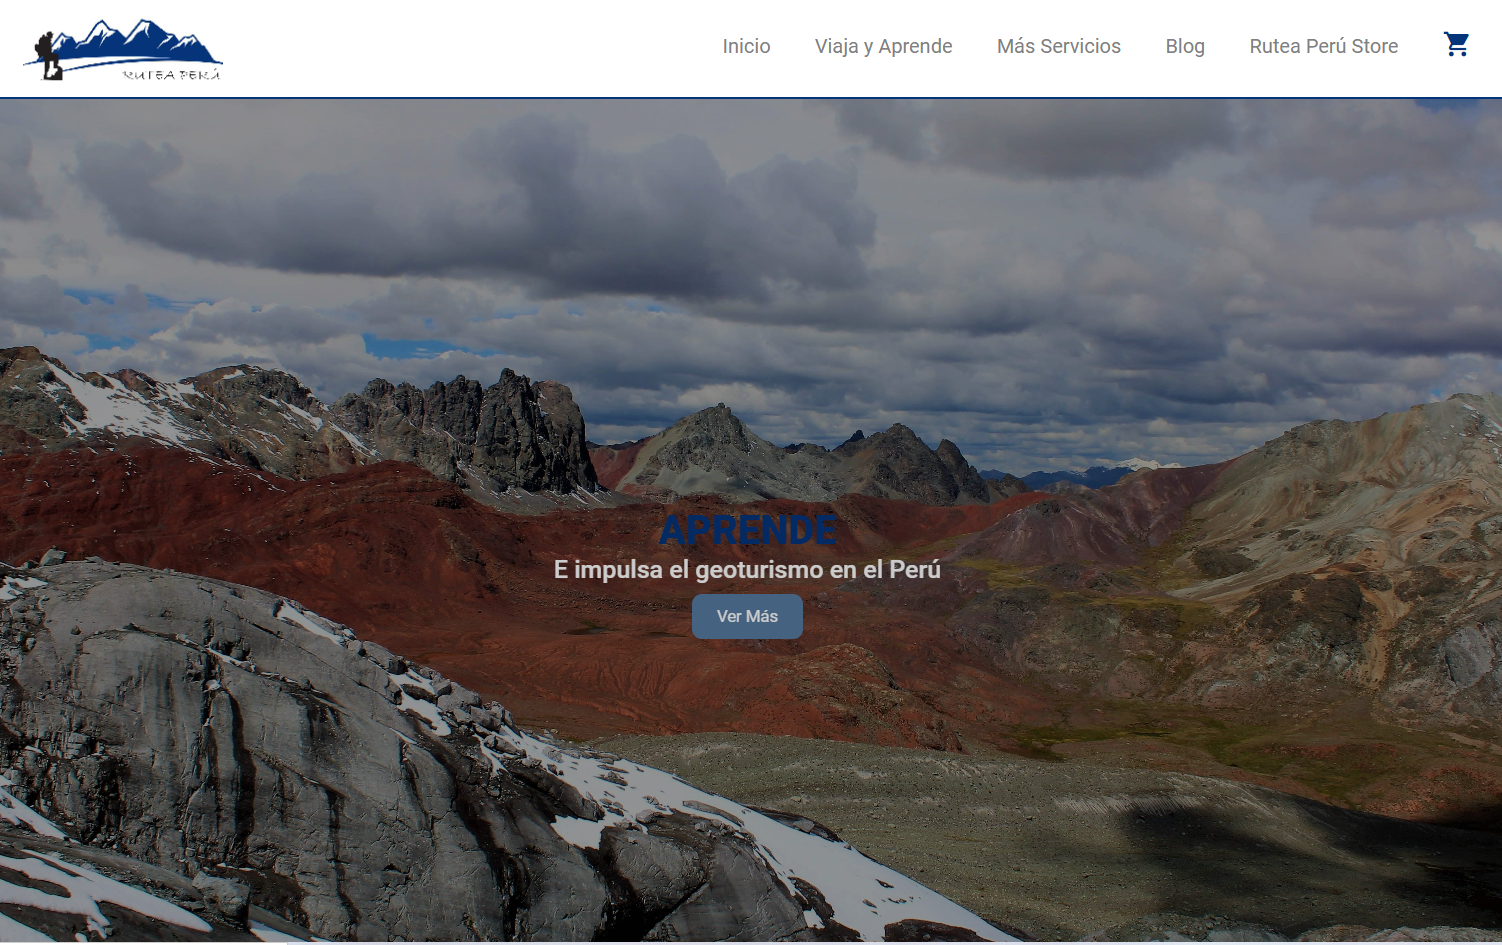 RUTEA PERÚ
Inicio
Viaja y Aprende
Más Servicios
Blog
Rutea Perú Store
APRENDE
E impulsa el geoturismo en el Perú
Ver Más